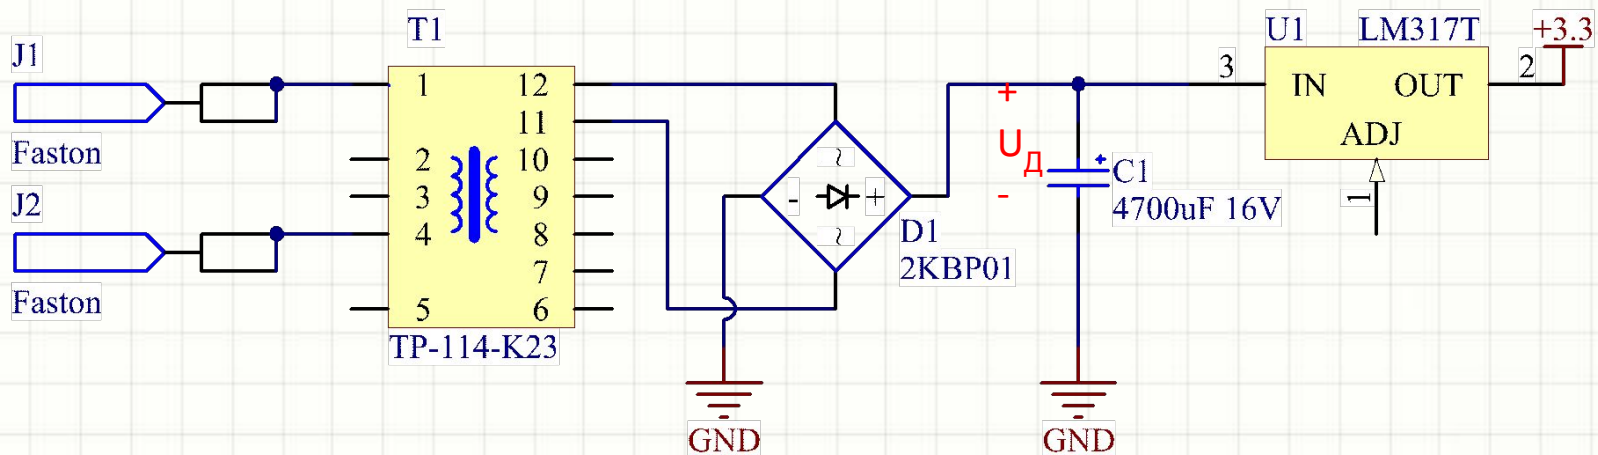 J1
Faston
J2
Faston
T1
1
2
3
4
5
12
11
10
9
8
7
6
TP-114-K23
~
- +
~
D1
2KBP01
GND
+
UД
-
C1
4700uF 16V
GND
U1 LM317T
3
IN OUT
ADJ
1
2
+3.3